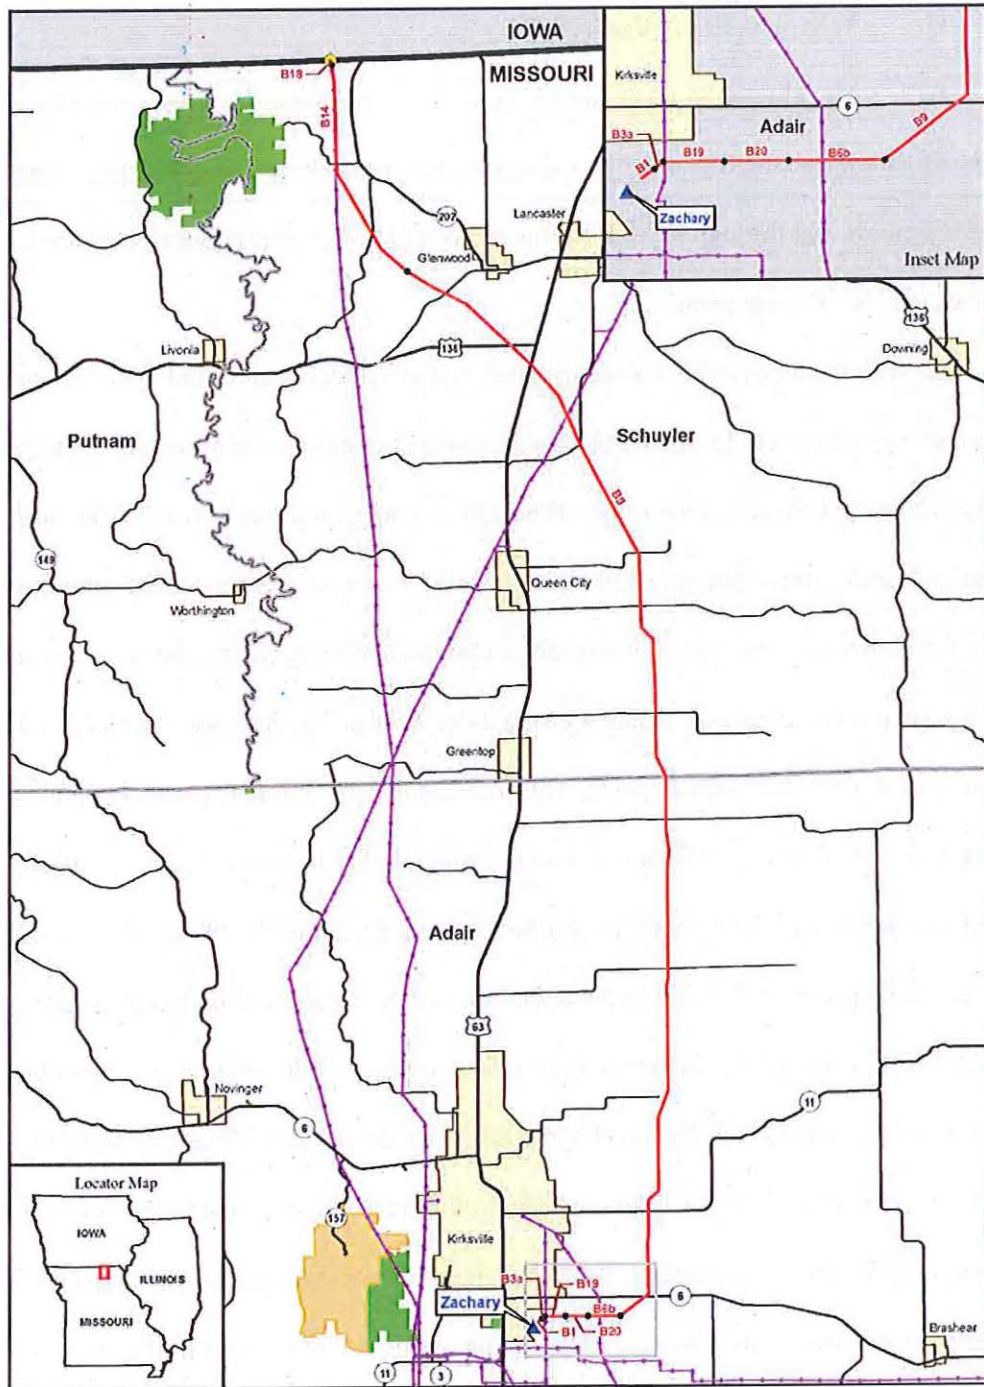 IOWA
MISSOURI
B18
B14
Kirksville
6
Adair
B9
B3a
B19
B20
B6b
B1
Zachary
Inset Map
207
Lancaster
Glenwood
136
Downing
Livonia
136
Putnam
Schuyler
B9
149
Queen City
Worthington
Greentop
Adair
63
Novinger
11
6
Locator Map
IOWA
ILLINOIS
MISSOURI
157
Kirksville
B3a
B19
6
Zachary
B6b
B1
B20
Brashear
11
3